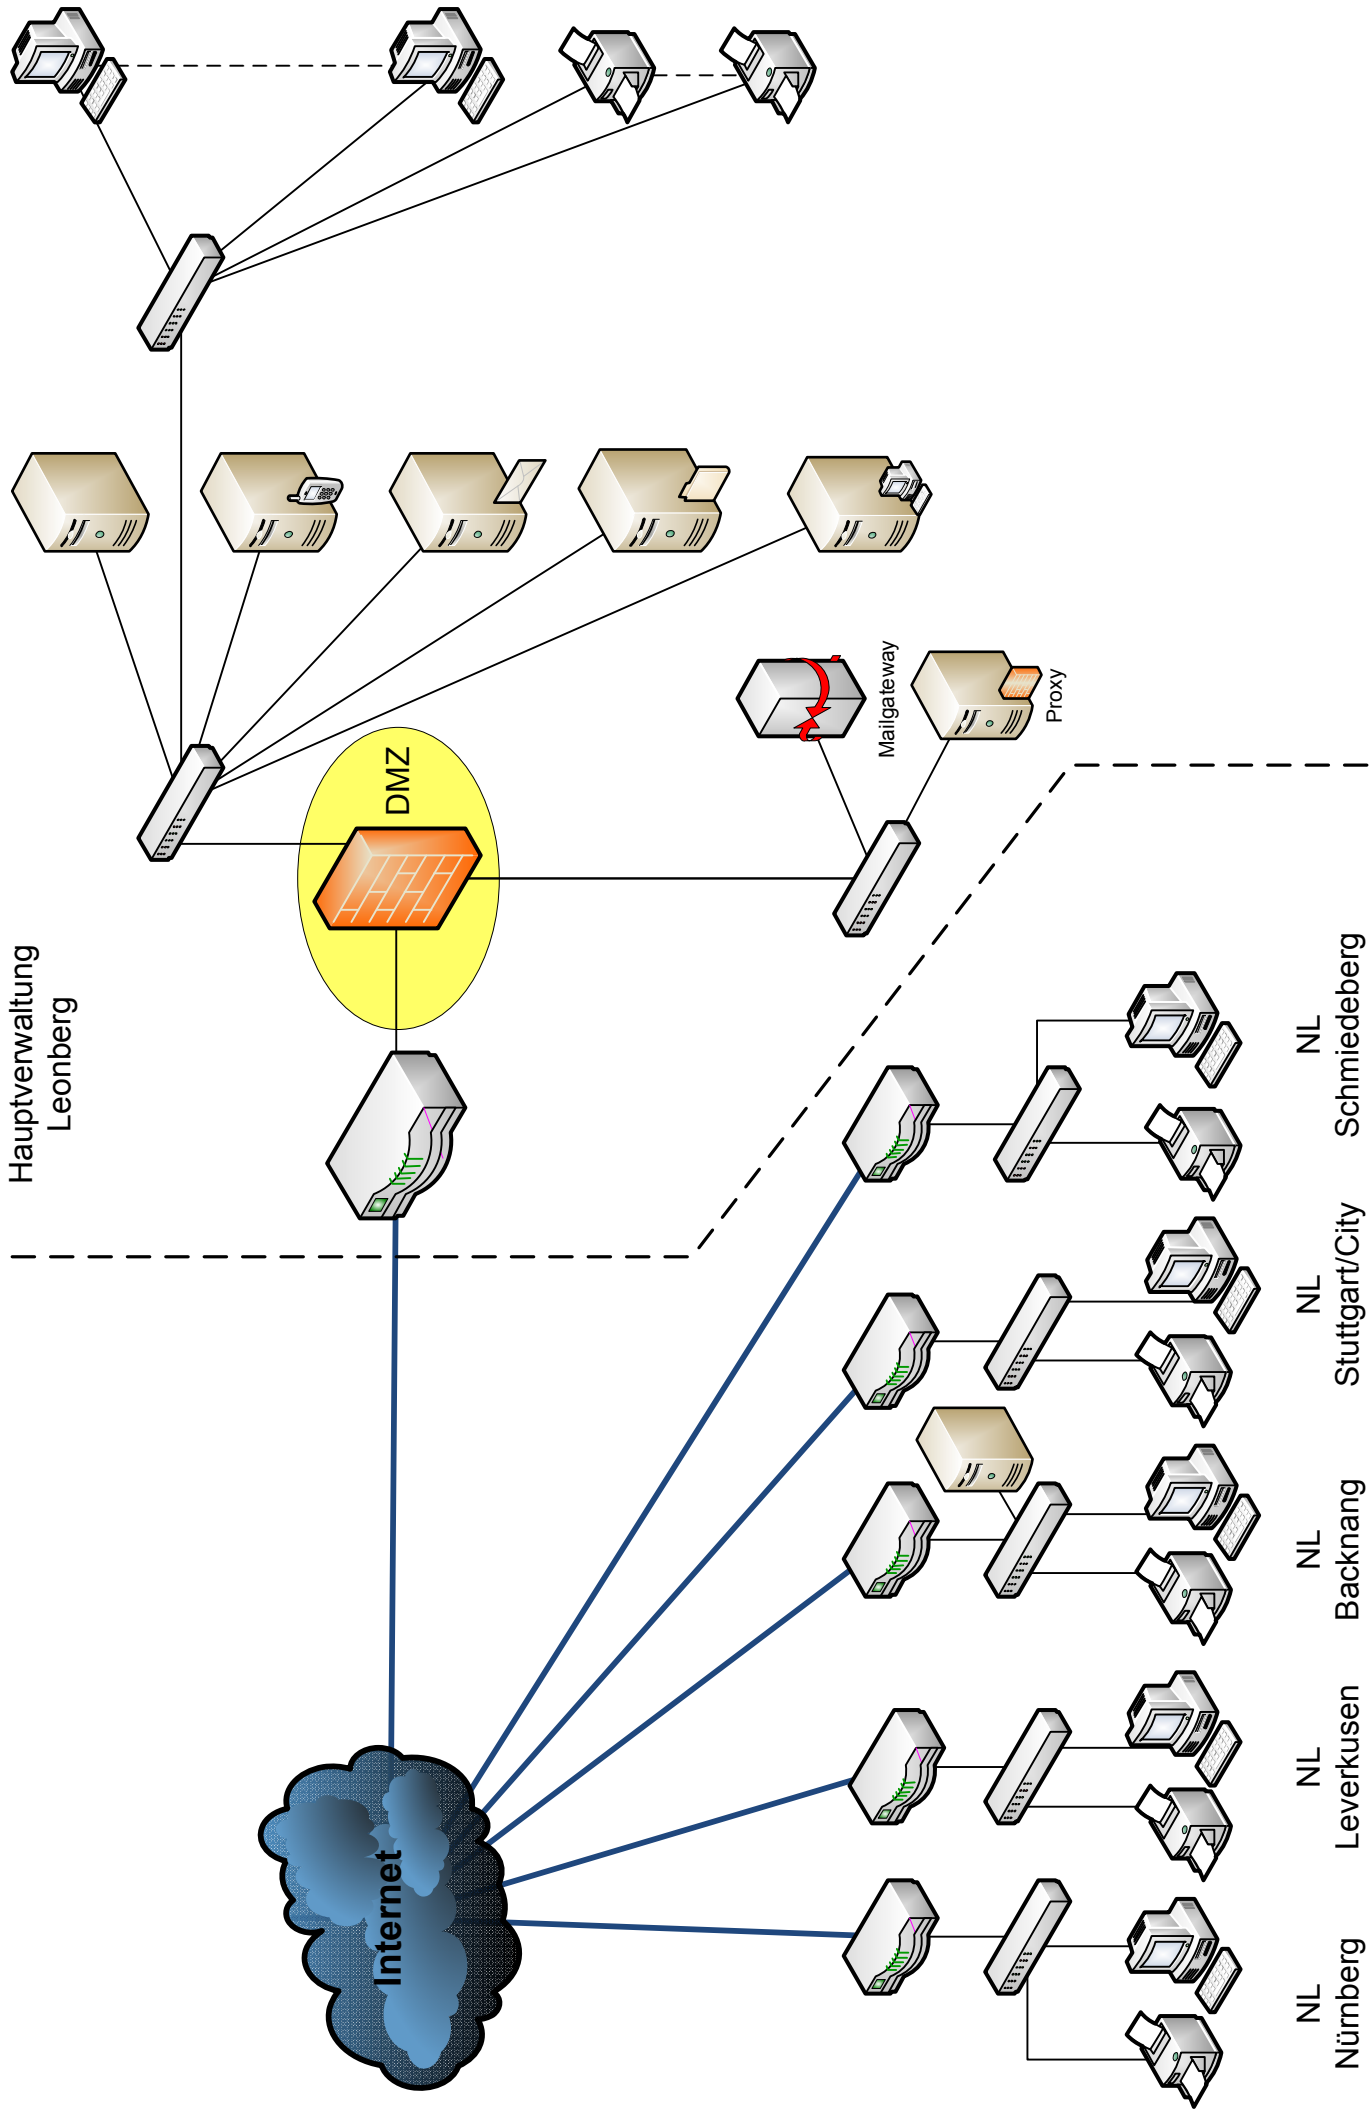 Hauptverwaltung
Leonberg
DMZ
Internet
Mailgateway
Proxy
NL
Nürnberg
NL
Leverkusen
NL
Backnang
NL
Stuttgart/City
NL
Schmiedeberg